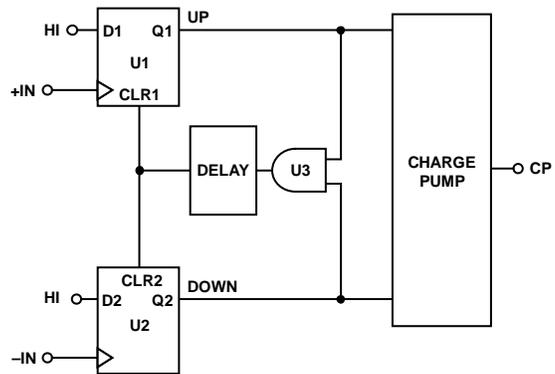 UP
HI
D1
Q1
U1
+IN
CLR1
DELAY
U3
CHARGE
PUMP
CP
CLR2
HI
D2
Q2
DOWN
U2
–IN